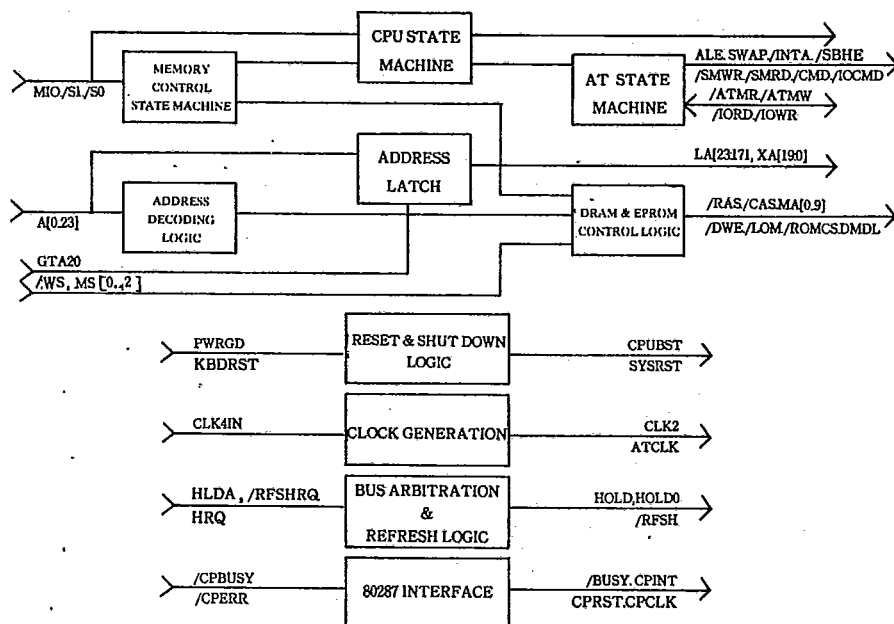 CPU STATE
MACHINE
MEMORY
CONTROL
STATE MACHINE
MIO./S1./S0
AT STATE
MACHINE
ALE.SWAP./INTA./SBHE
/SMWR./SMRD./CMD./IOCMD
/ATMR./ATMW
/IORD./IOWR
ADDRESS
LATCH
LA[23:17], XA[19:0]
ADDRESS
DECODING
LOGIC
A[0..23]
DRAM & EPROM
CONTROL LOGIC
/RAS./CAS.MA[0..9]
/DWE./LOM./ROMCS.DMDL
GTA20
/WS, MS[0..2]
PWRGD
KBDRST
RESET & SHUT DOWN
LOGIC
CPUBST
SYSRST
CLK4IN
CLOCK GENERATION
CLK2
ATCLK
HLDA, /RFSHRQ
HRQ
BUS ARBITRATION
&
REFRESH LOGIC
HOLD,HOLD0
/RFSH
/CPBUSY
/CPERR
80287 INTERFACE
/BUSY.CPINT
CPRST.CPCLK